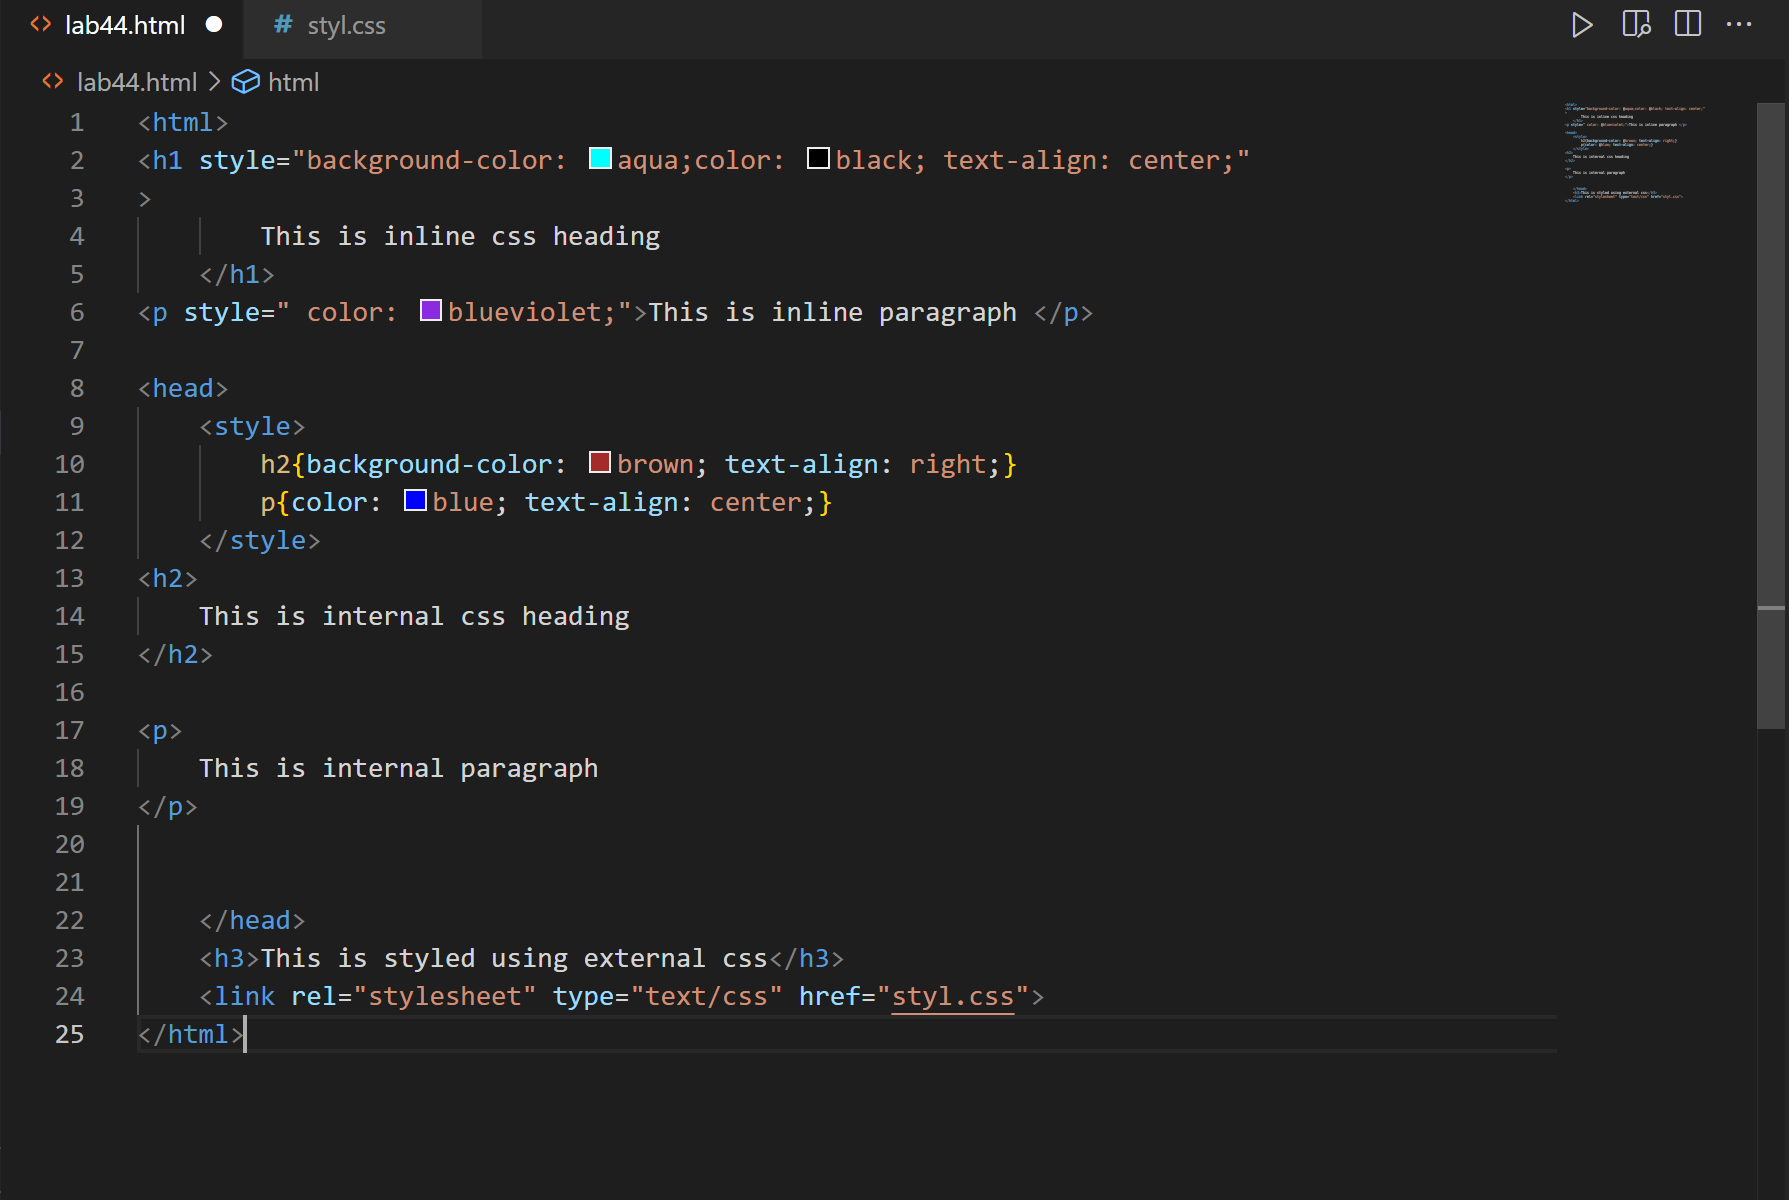 lab44.html
# styl.css
lab44.html > html
1 <html>
2 <h1 style="background-color: aqua;color: black; text-align: center;"
3 >
4 This is inline css heading
5 </h1>
6 <p style=" color: blueviolet;">This is inline paragraph </p>
7
8 <head>
9 <style>
10 h2{background-color: brown; text-align: right;}
11 p{color: blue; text-align: center;}
12 </style>
13 <h2>
14 This is internal css heading
15 </h2>
16
17 <p>
18 This is internal paragraph
19 </p>
20
21
22 </head>
23 <h3>This is styled using external css</h3>
24 <link rel="stylesheet" type="text/css" href="styl.css">
25 </html>